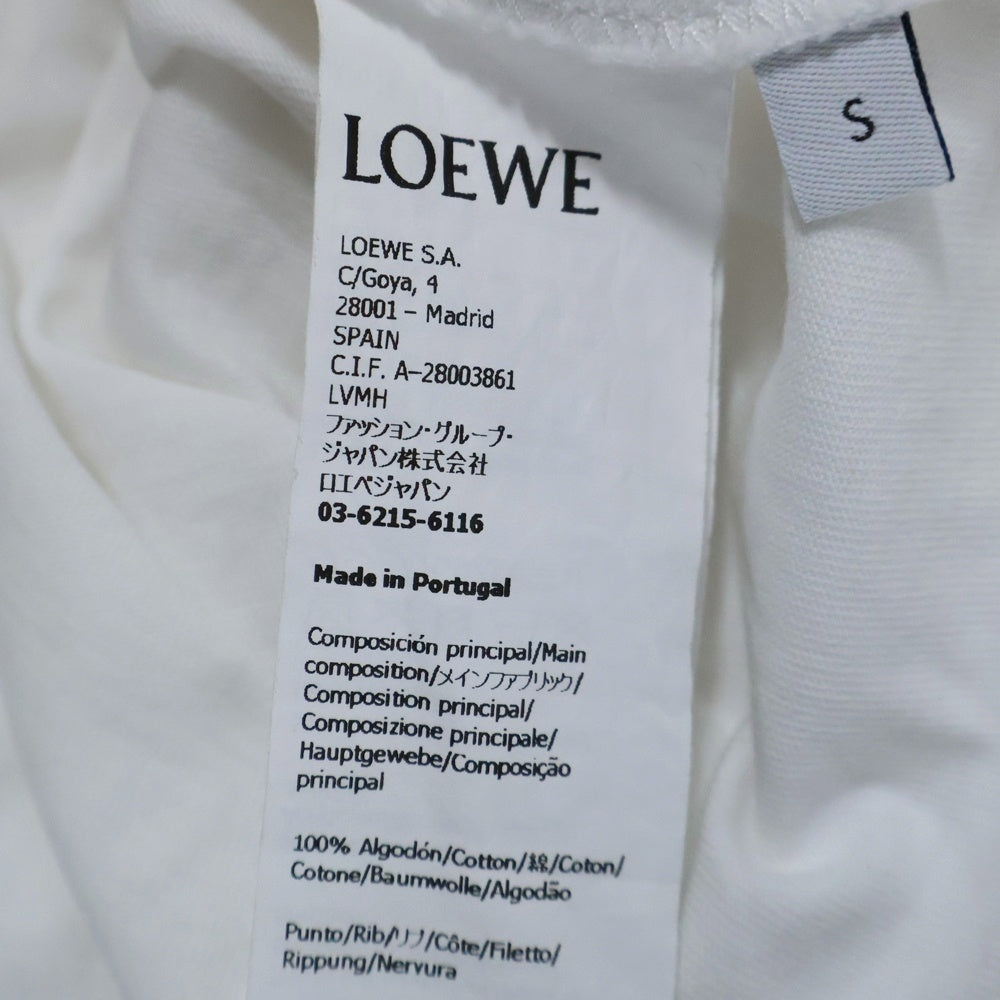 LOEWE
S
LOEWE S.A.
C/Goya, 4
28001 – Madrid
SPAIN
C.I.F. A-28003861
LVMH
ファッション・グループ・
ジャパン株式会社
ロエベジャパン
03-6215-6116
Made in Portugal
Composición principal/Main
composition/メインファブリック/
Composition principal/
Composizione principale/
Hauptgewebe/Composição
principal
100% Algodón/Cotton/綿/Coton/
Cotone/Baumwolle/Algodão
Punto/Rib/リブ/Côte/Filetto/
Rippung/Nervura